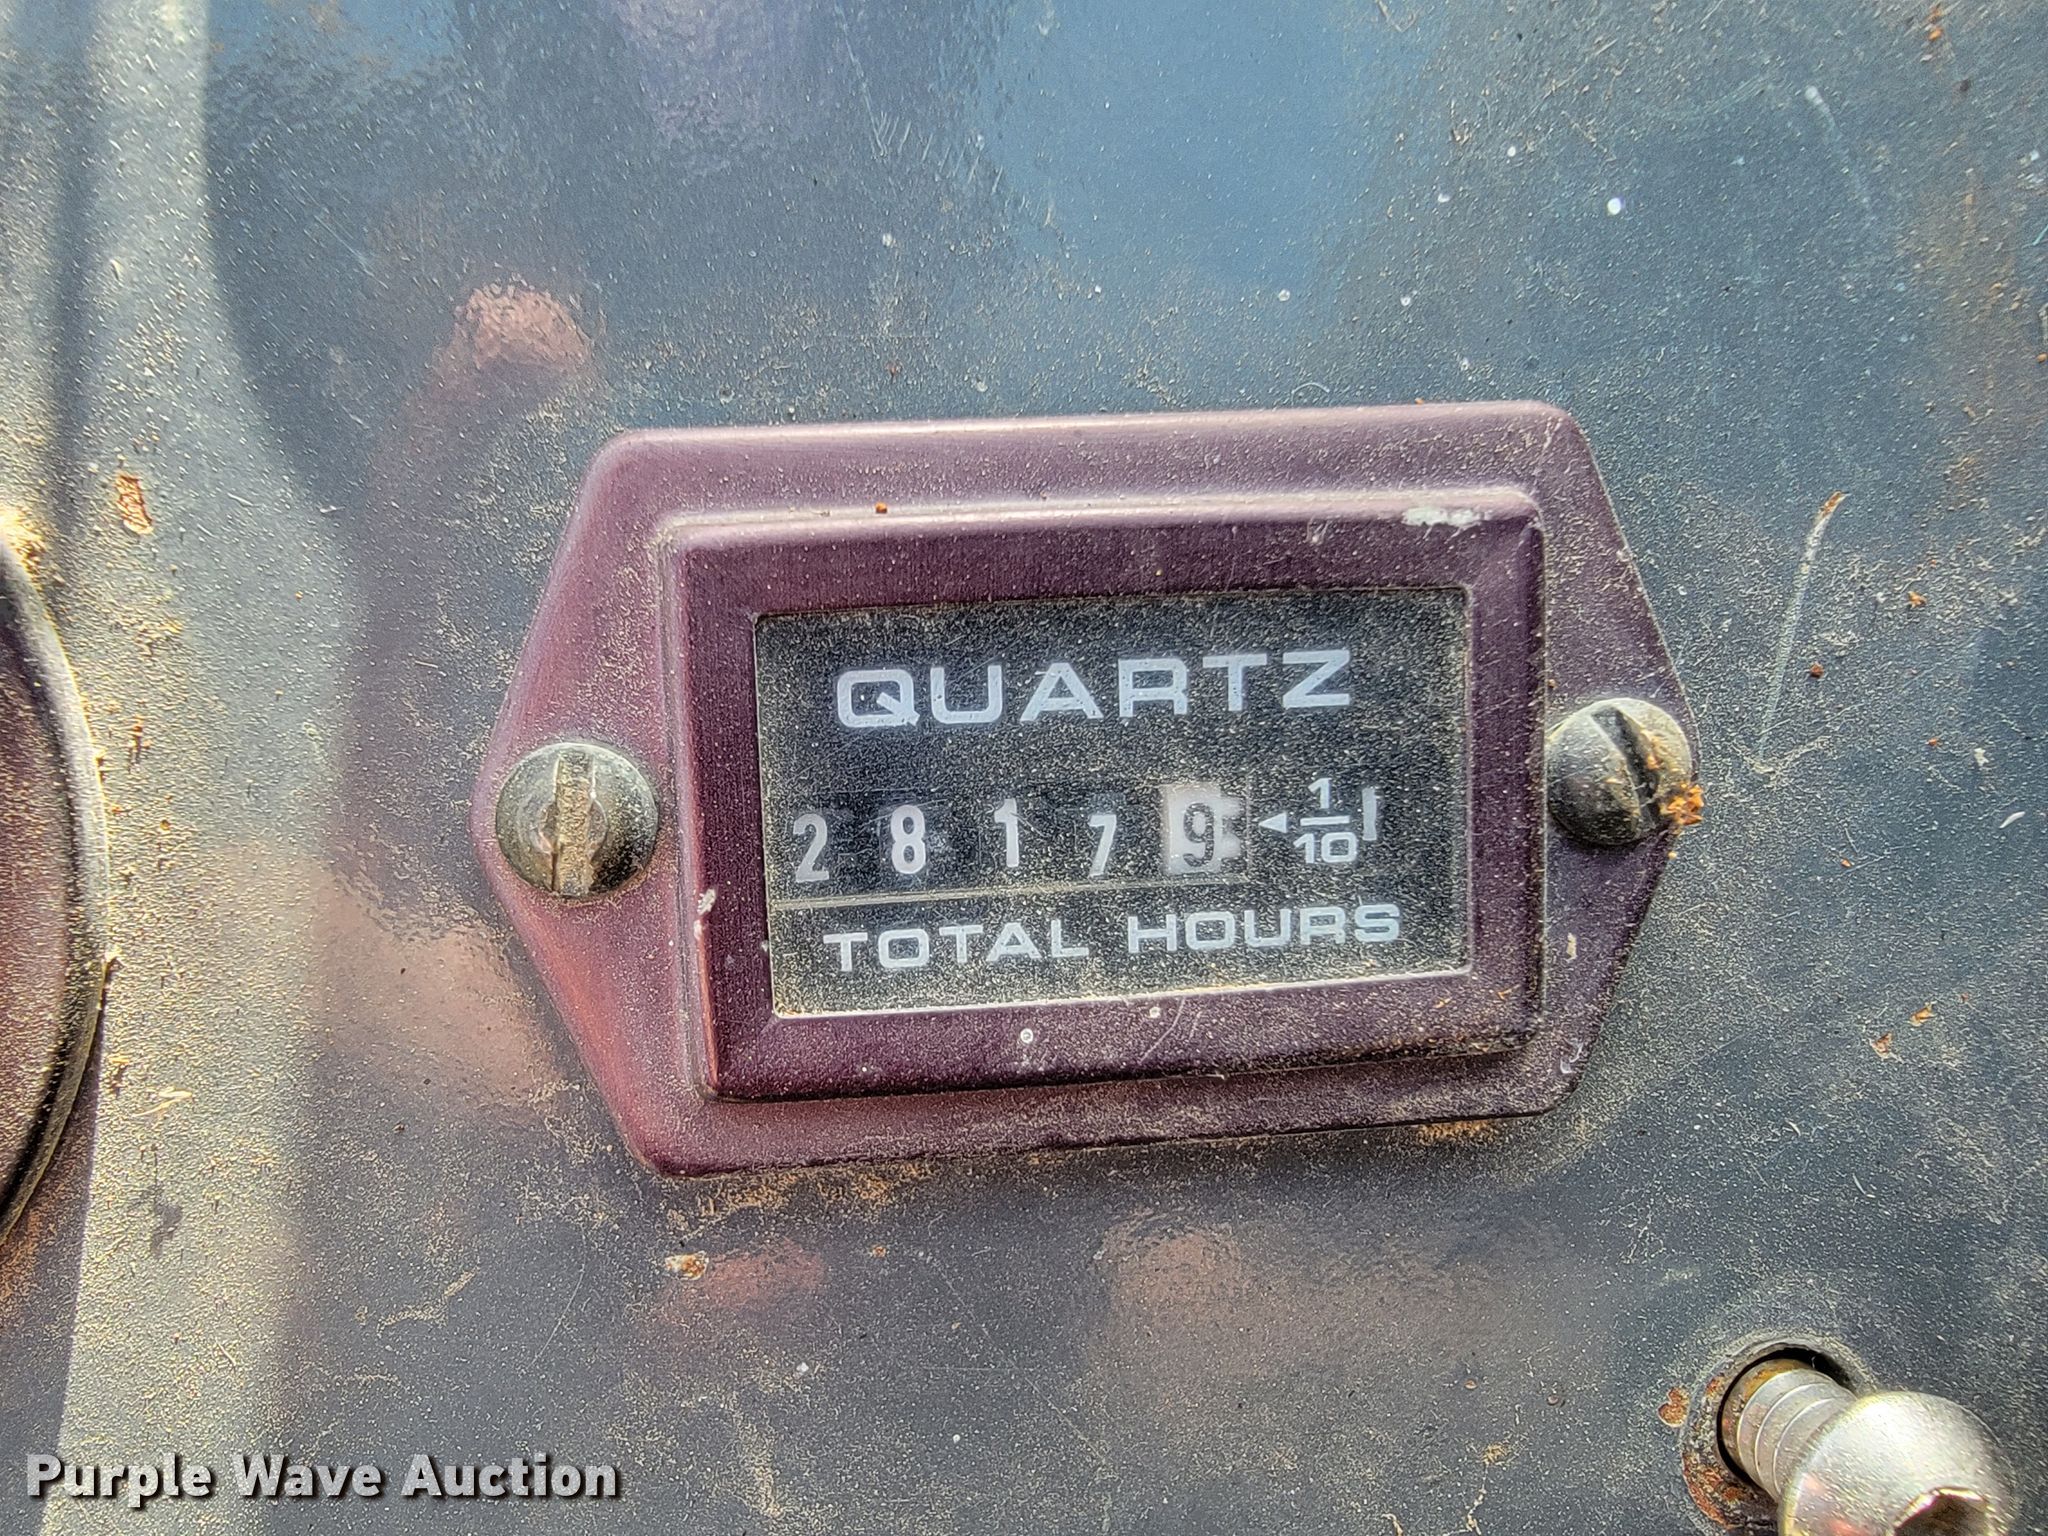 QUARTZ
2 8 1 7 9 ◄ 1/10
TOTAL HOURS
Purple Wave Auction